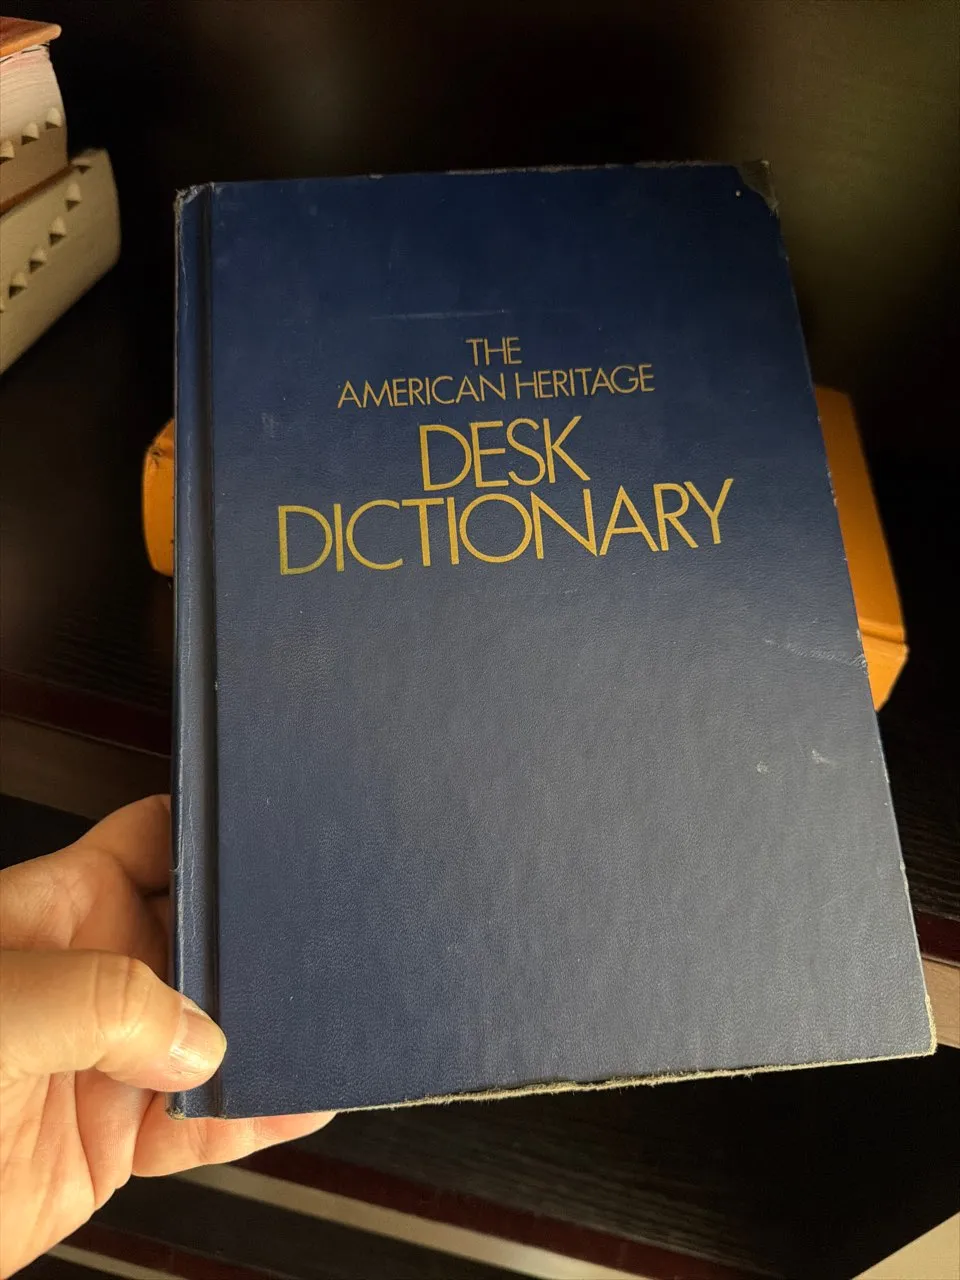 THE
AMERICAN HERITAGE
DESK
DICTIONARY